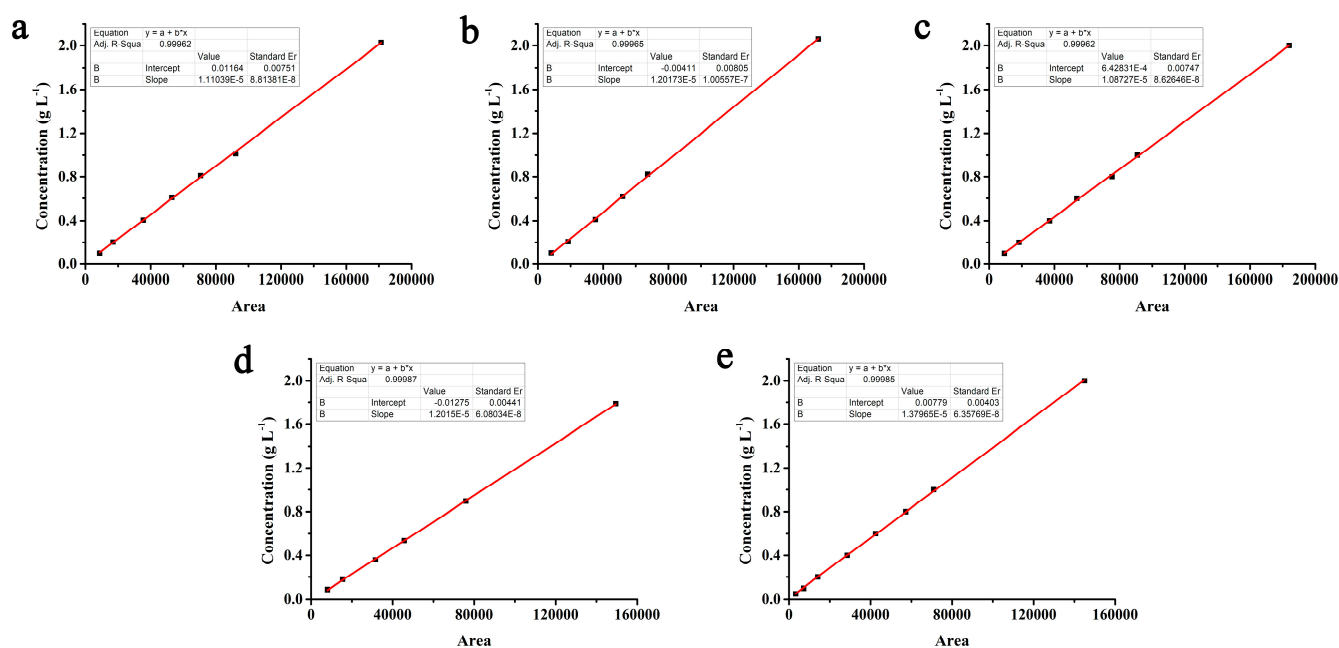 a
Equation y = a + b*x
Adj. R-Squa 0.99962
Value Standard Er
B Intercept 0.01164 0.00751
B Slope 1.11039E-5 8.81381E-8
2.0
1.6
1.2
0.8
0.4
0.0
Concentration (g L-1)
0 40000 80000 120000 160000 200000
Area
b
Equation y = a + b*x
Adj. R-Squa 0.99965
Value Standard Er
B Intercept -0.00411 0.00805
B Slope 1.20173E-5 1.00557E-7
2.0
1.6
1.2
0.8
0.4
0.0
Concentration (g L-1)
0 40000 80000 120000 160000 200000
Area
c
Equation y = a + b*x
Adj. R-Squa 0.99962
Value Standard Er
B Intercept 6.42831E-4 0.00747
B Slope 1.08727E-5 8.62646E-8
2.0
1.6
1.2
0.8
0.4
0.0
Concentration (g L-1)
0 40000 80000 120000 160000 200000
Area
d
Equation y = a + b*x
Adj. R-Squa 0.99987
Value Standard Er
B Intercept -0.01275 0.00441
B Slope 1.2015E-5 6.08034E-8
2.0
1.6
1.2
0.8
0.4
0.0
Concentration (g L-1)
0 40000 80000 120000 160000
Area
e
Equation y = a + b*x
Adj. R-Squa 0.99985
Value Standard Er
B Intercept 0.00779 0.00403
B Slope 1.37965E-5 6.35769E-8
2.0
1.6
1.2
0.8
0.4
0.0
Concentration (g L-1)
0 40000 80000 120000 160000
Area